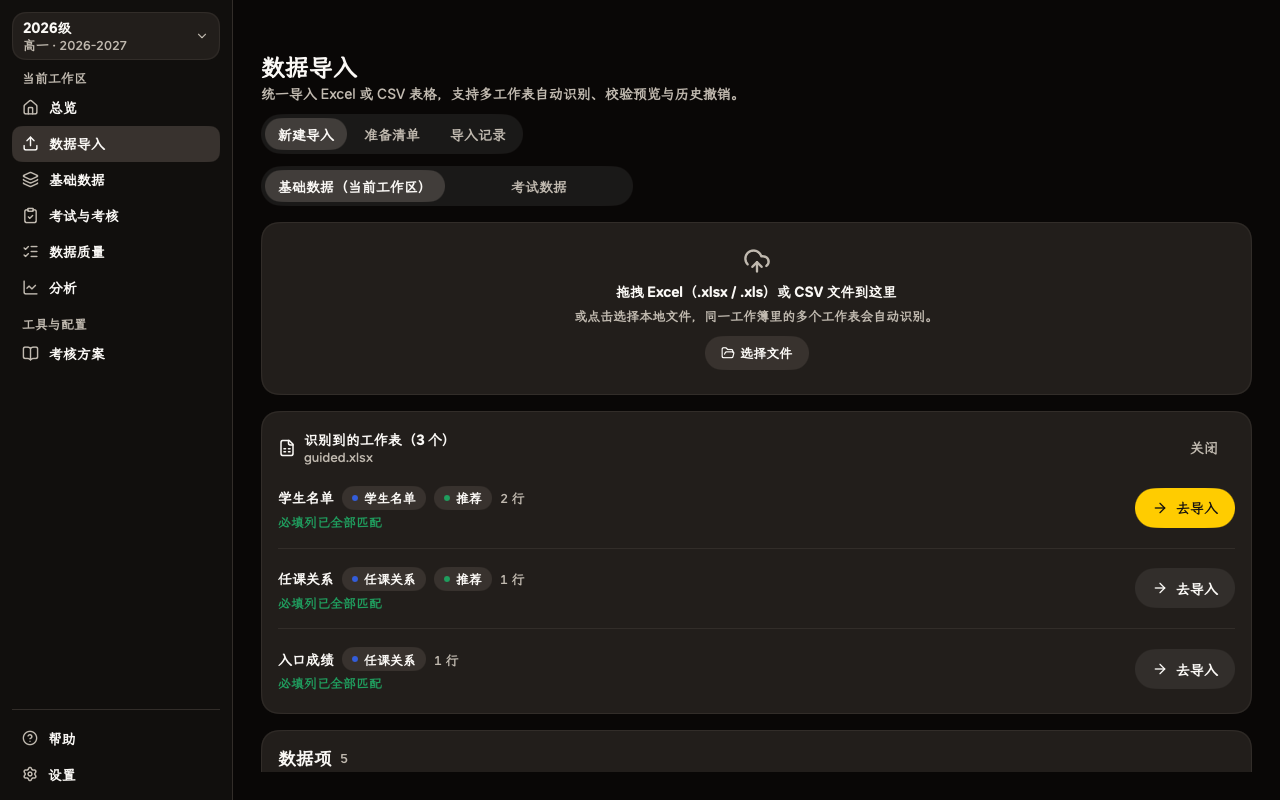 2026级
高一 · 2026-2027
当前工作区
总览
数据导入
基础数据
考试与考核
数据质量
分析
工具与配置
考核方案
帮助
设置
数据导入
统一导入 Excel 或 CSV 表格，支持多工作表自动识别、校验预览与历史撤销。
新建导入 准备清单 导入记录
基础数据（当前工作区） 考试数据
拖拽 Excel（.xlsx / .xls）或 CSV 文件到这里
或点击选择本地文件，同一工作簿里的多个工作表会自动识别。
选择文件
识别到的工作表（3 个）
guided.xlsx
关闭
学生名单 学生名单 推荐 2 行
必填列已全部匹配
去导入
任课关系 任课关系 推荐 1 行
必填列已全部匹配
去导入
入口成绩 任课关系 1 行
必填列已全部匹配
去导入
数据项 5